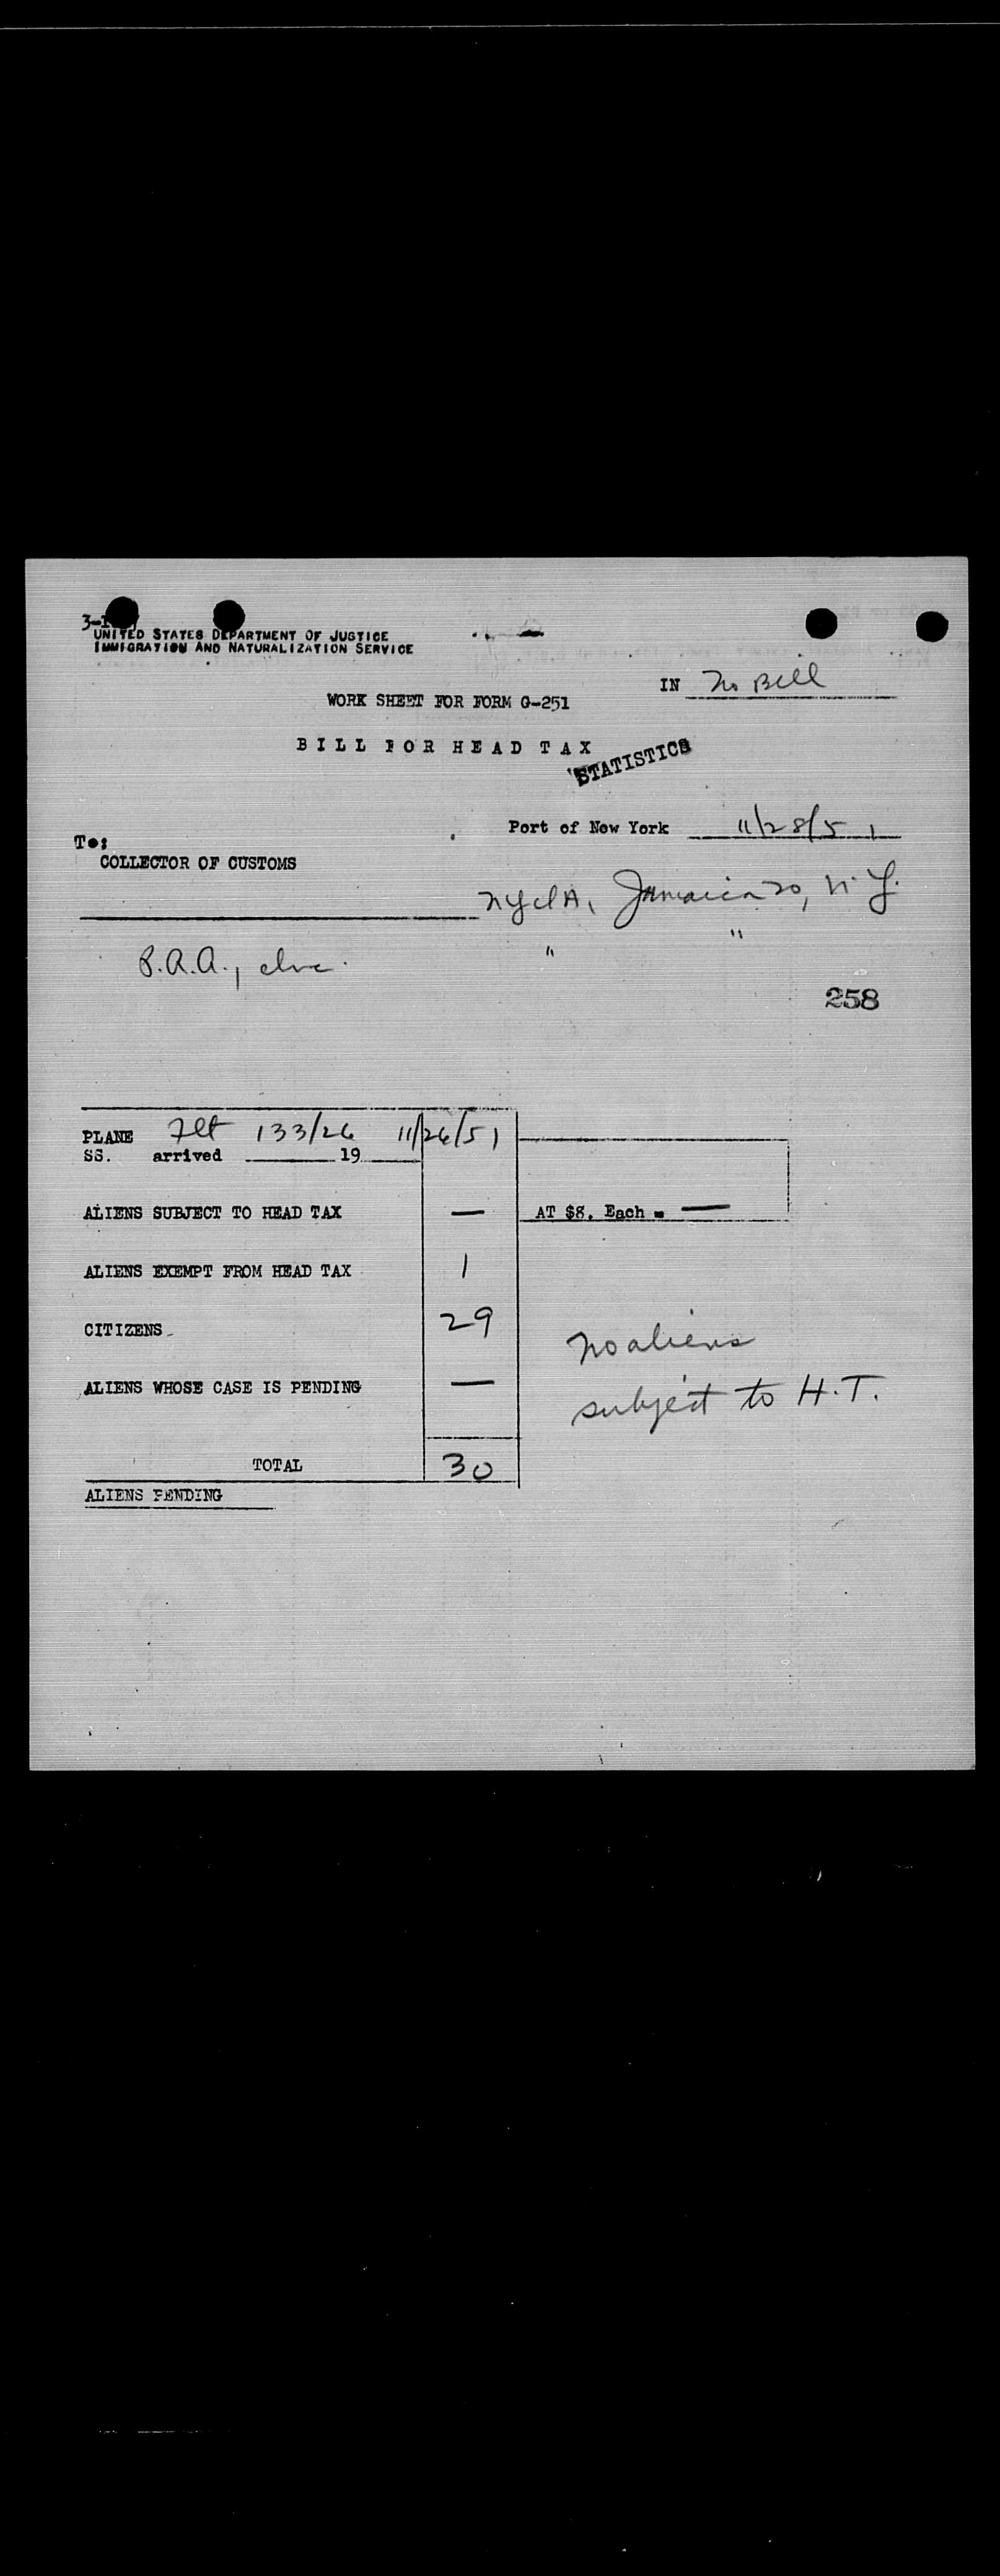 UNITED STATES DEPARTMENT OF JUSTICE
IMMIGRATION AND NATURALIZATION SERVICE
IN No Bill
WORK SHEET FOR FORM G-251
BILL FOR HEAD TAX
STATISTICS
Port of New York 11/28/51
To:
COLLECTOR OF CUSTOMS
Jamaica 30, N.Y.
P.A.A., " "
258
PLANE Flt 133/26 11/26/51
SS. arrived 19
ALIENS SUBJECT TO HEAD TAX — AT $8. Each = —
ALIENS EXEMPT FROM HEAD TAX 1
CITIZENS 29
No aliens
ALIENS WHOSE CASE IS PENDING —
subject to H.T.
TOTAL 30
ALIENS PENDING